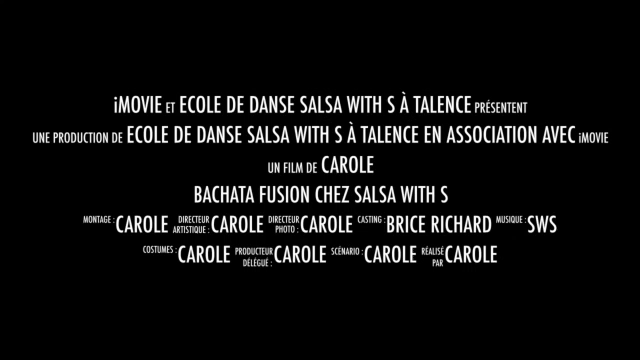 iMOVIE ET ECOLE DE DANSE SALSA WITH S À TALENCE PRÉSENTENT
UNE PRODUCTION DE ECOLE DE DANSE SALSA WITH S À TALENCE EN ASSOCIATION AVEC iMOVIE
UN FILM DE CAROLE
BACHATA FUSION CHEZ SALSA WITH S
MONTAGE : CAROLE DIRECTEUR ARTISTIQUE : CAROLE DIRECTEUR PHOTO : CAROLE CASTING : BRICE RICHARD MUSIQUE : SWS
COSTUMES : CAROLE PRODUCTEUR DÉLÉGUÉ : CAROLE SCÉNARIO : CAROLE RÉALISÉ PAR CAROLE